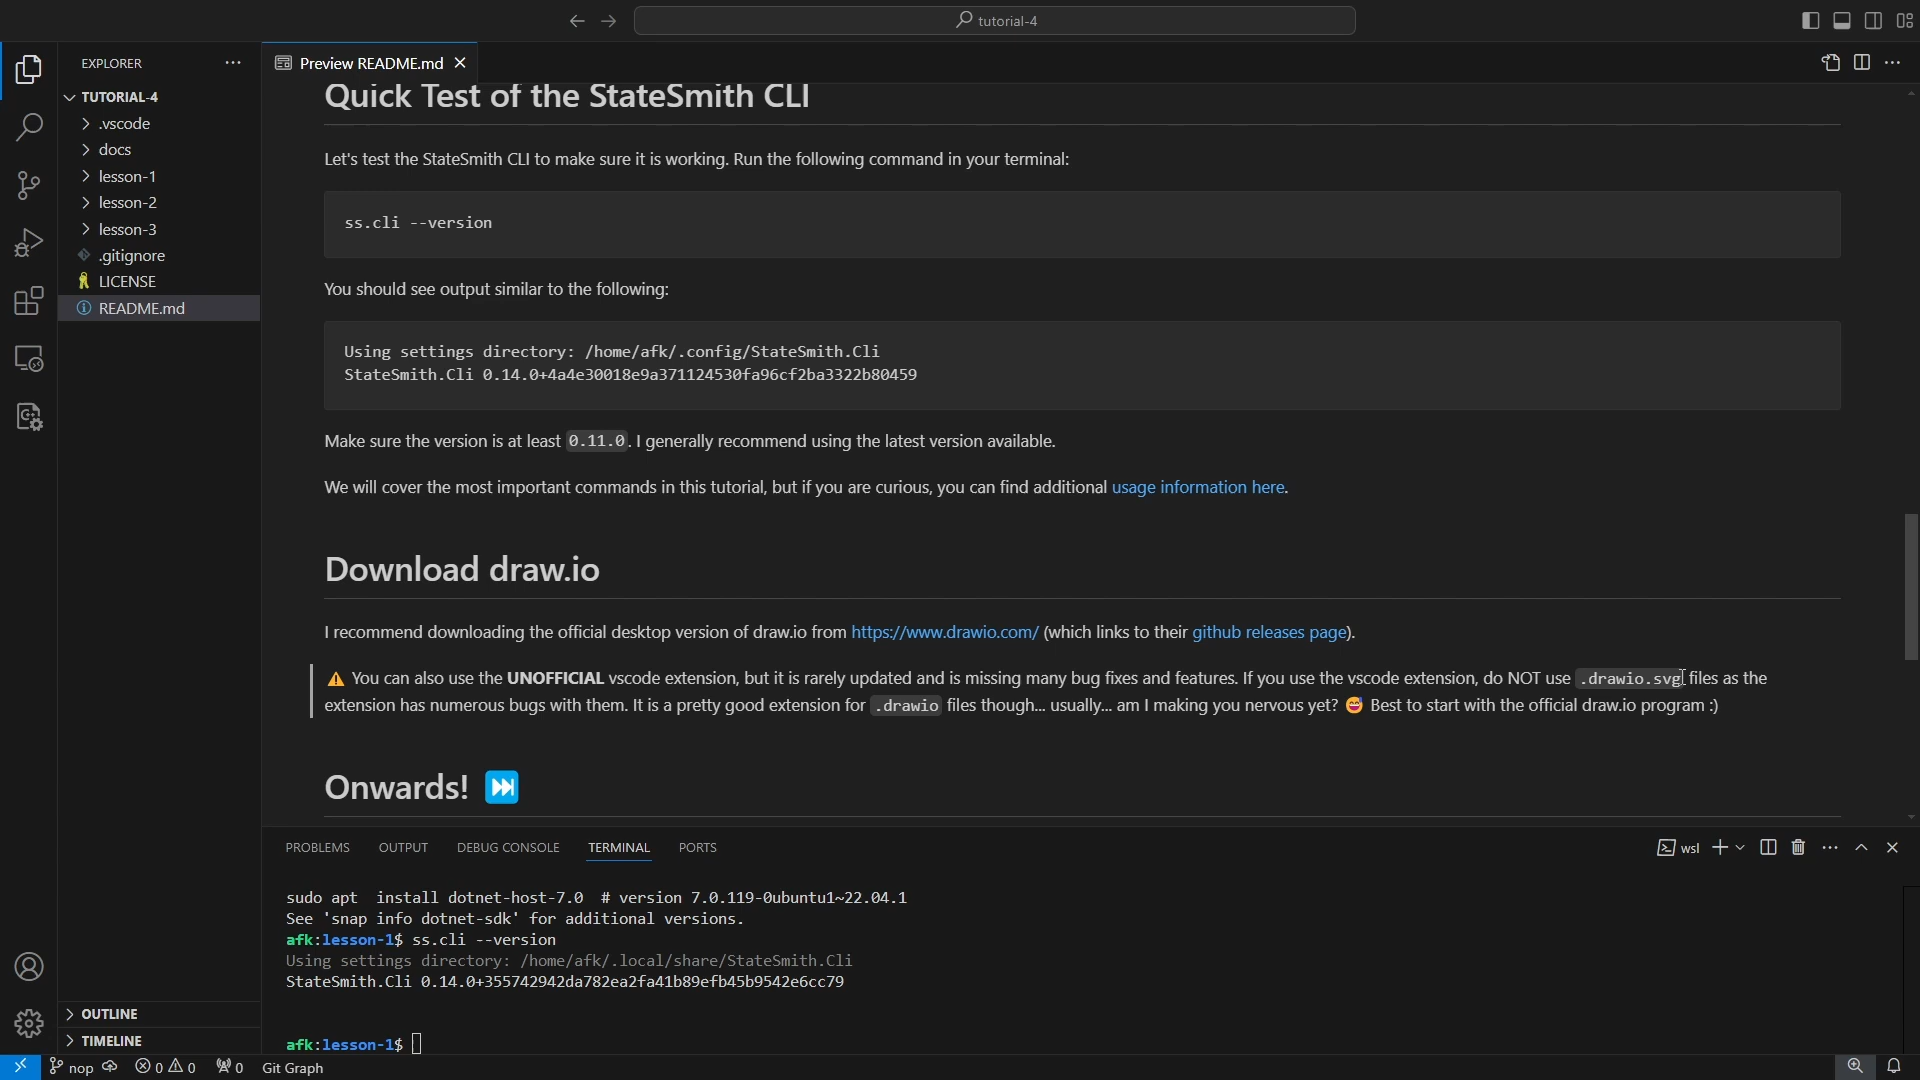 tutorial-4
EXPLORER
Preview README.md
TUTORIAL-4
.vscode
docs
lesson-1
lesson-2
lesson-3
.gitignore
LICENSE
README.md
OUTLINE
TIMELINE
Quick Test of the StateSmith CLI
Let's test the StateSmith CLI to make sure it is working. Run the following command in your terminal:
ss.cli --version
You should see output similar to the following:
Using settings directory: /home/afk/.config/StateSmith.Cli
StateSmith.Cli 0.14.0+4a4e30018e9a371124530fa96cf2ba3322b80459
Make sure the version is at least 0.11.0. I generally recommend using the latest version available.
We will cover the most important commands in this tutorial, but if you are curious, you can find additional usage information here.
Download draw.io
I recommend downloading the official desktop version of draw.io from https://www.drawio.com/ (which links to their github releases page).
⚠️ You can also use the UNOFFICIAL vscode extension, but it is rarely updated and is missing many bug fixes and features. If you use the vscode extension, do NOT use .drawio.svg files as the
extension has numerous bugs with them. It is a pretty good extension for .drawio files though... usually... am I making you nervous yet? 😅 Best to start with the official draw.io program :)
Onwards! ⏭️
PROBLEMS OUTPUT DEBUG CONSOLE TERMINAL PORTS
wsl
sudo apt  install dotnet-host-7.0  # version 7.0.119-0ubuntu1~22.04.1
See 'snap info dotnet-sdk' for additional versions.
afk:lesson-1$ ss.cli --version
Using settings directory: /home/afk/.local/share/StateSmith.Cli
StateSmith.Cli 0.14.0+355742942da782ea2fa41b89efb45b9542e6cc79
afk:lesson-1$
nop 0 0 0 Git Graph